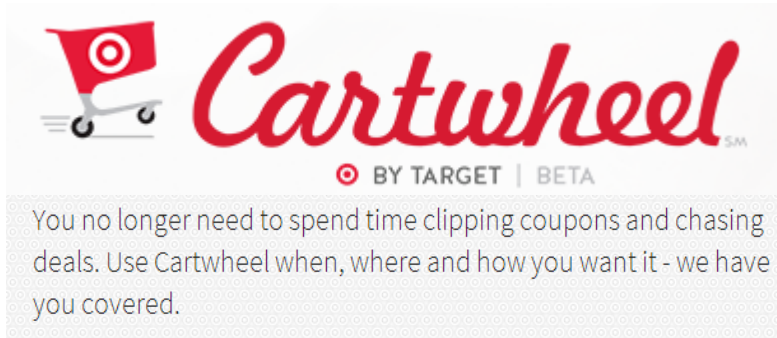 Cartwheel SM
BY TARGET | BETA
You no longer need to spend time clipping coupons and chasing
deals. Use Cartwheel when, where and how you want it - we have
you covered.